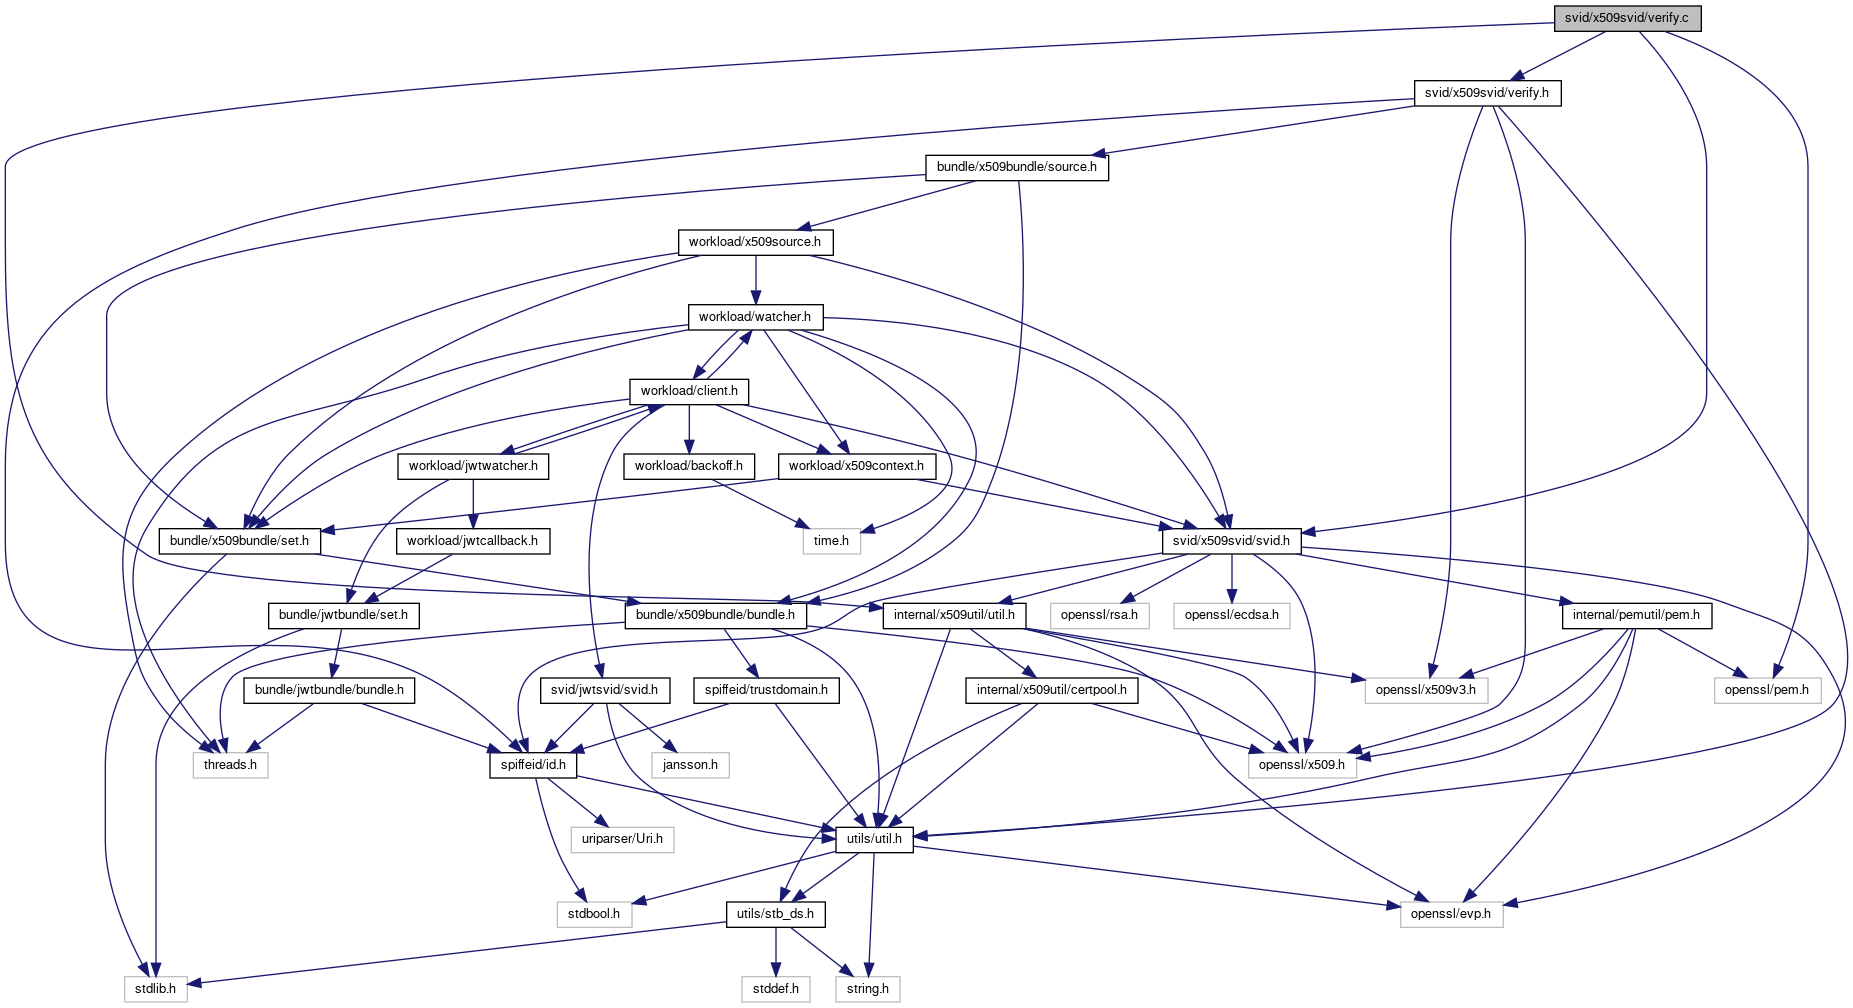 svid/x509svid/verify.c
svid/x509svid/verify.h
bundle/x509bundle/source.h
workload/x509source.h
workload/watcher.h
workload/client.h
workload/jwtwatcher.h
workload/backoff.h
workload/x509context.h
bundle/x509bundle/set.h
workload/jwtcallback.h
time.h
svid/x509svid/svid.h
bundle/jwtbundle/set.h
bundle/x509bundle/bundle.h
internal/x509util/util.h
openssl/rsa.h
openssl/ecdsa.h
internal/pemutil/pem.h
bundle/jwtbundle/bundle.h
svid/jwtsvid/svid.h
spiffeid/trustdomain.h
internal/x509util/certpool.h
openssl/x509v3.h
openssl/pem.h
threads.h
spiffeid/id.h
jansson.h
openssl/x509.h
uriparser/Uri.h
utils/util.h
stdbool.h
utils/stb_ds.h
openssl/evp.h
stdlib.h
stddef.h
string.h